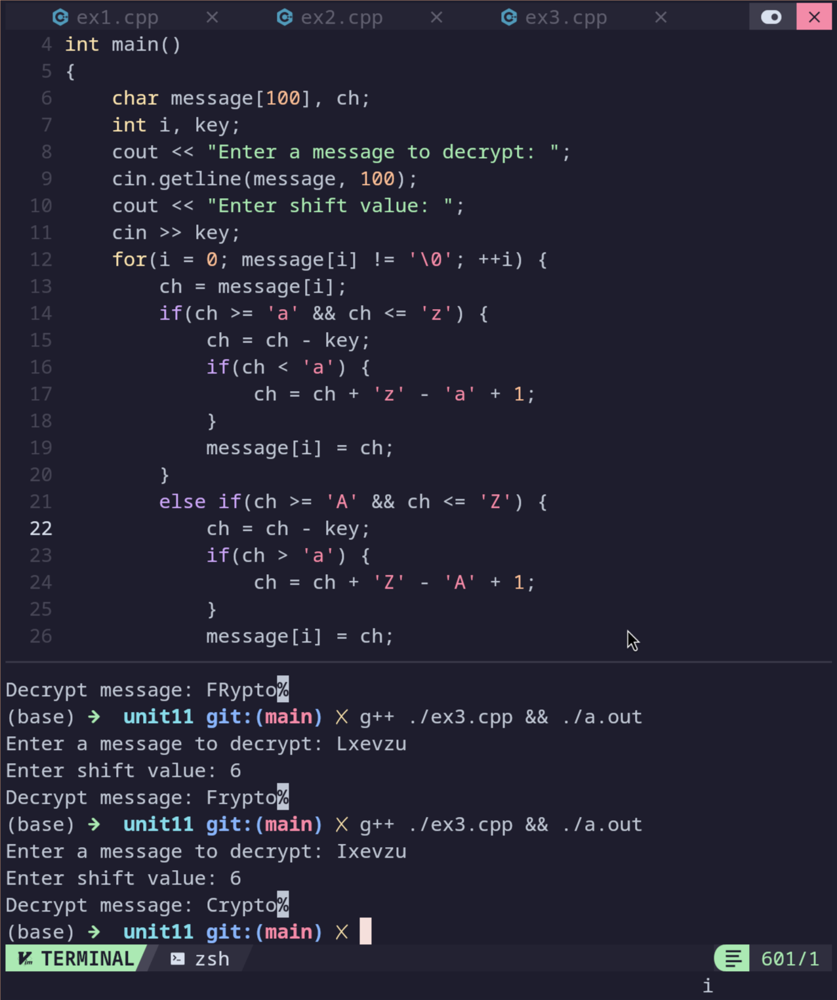 ex1.cpp × ex2.cpp × ex3.cpp × ×
4 int main()
5 {
6     char message[100], ch;
7     int i, key;
8     cout << "Enter a message to decrypt: ";
9     cin.getline(message, 100);
10     cout << "Enter shift value: ";
11     cin >> key;
12     for(i = 0; message[i] != '\0'; ++i) {
13         ch = message[i];
14         if(ch >= 'a' && ch <= 'z') {
15             ch = ch - key;
16             if(ch < 'a') {
17                 ch = ch + 'z' - 'a' + 1;
18             }
19             message[i] = ch;
20         }
21         else if(ch >= 'A' && ch <= 'Z') {
22             ch = ch - key;
23             if(ch > 'a') {
24                 ch = ch + 'Z' - 'A' + 1;
25             }
26             message[i] = ch;
Decrypt message: FRypto%
(base) ➜  unit11 git:(main) ✗ g++ ./ex3.cpp && ./a.out
Enter a message to decrypt: Lxevzu
Enter shift value: 6
Decrypt message: Frypto%
(base) ➜  unit11 git:(main) ✗ g++ ./ex3.cpp && ./a.out
Enter a message to decrypt: Ixevzu
Enter shift value: 6
Decrypt message: Crypto%
(base) ➜  unit11 git:(main) ✗
TERMINAL zsh 601/1
i